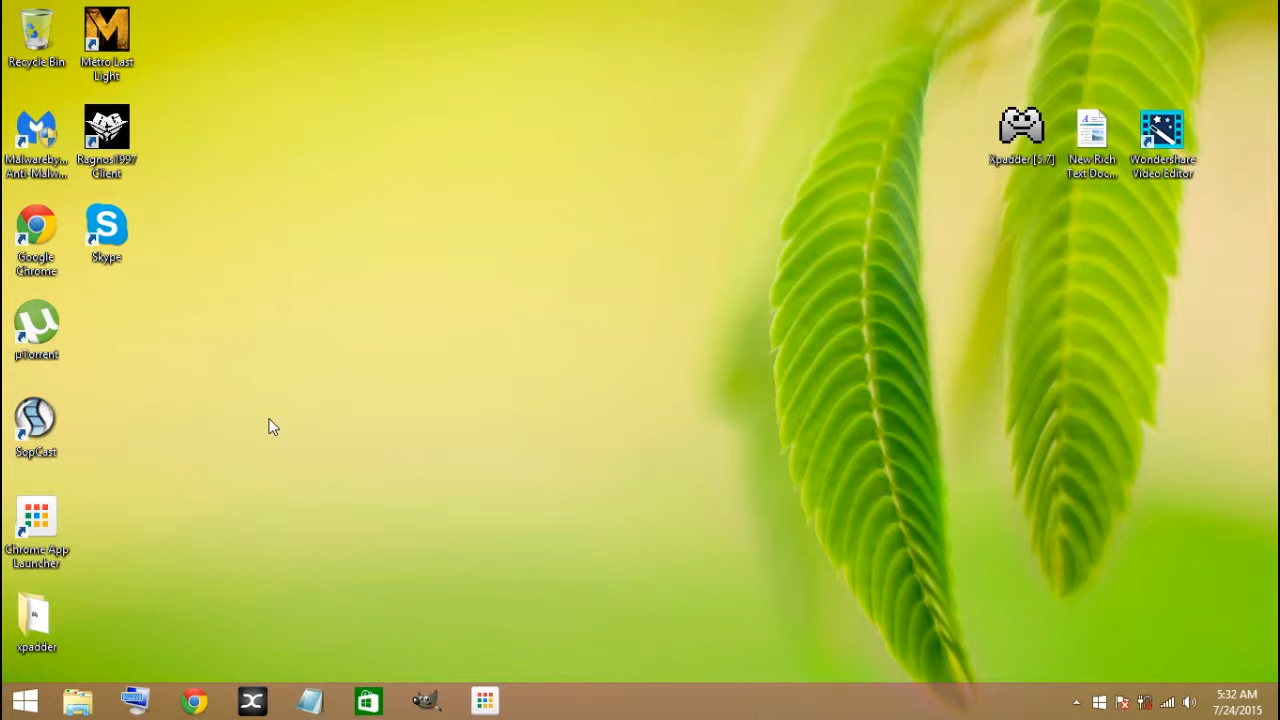 Recycle Bin
Metro Last
Light
Malwareby...
Anti-Malw...
Ragnos1997
Client
Google
Chrome
Skype
µTorrent
SopCast
Chrome App
Launcher
xpadder
Xpadder [5.7]
New Rich
Text Doc...
Wondershare
Video Editor
5:32 AM
7/24/2015